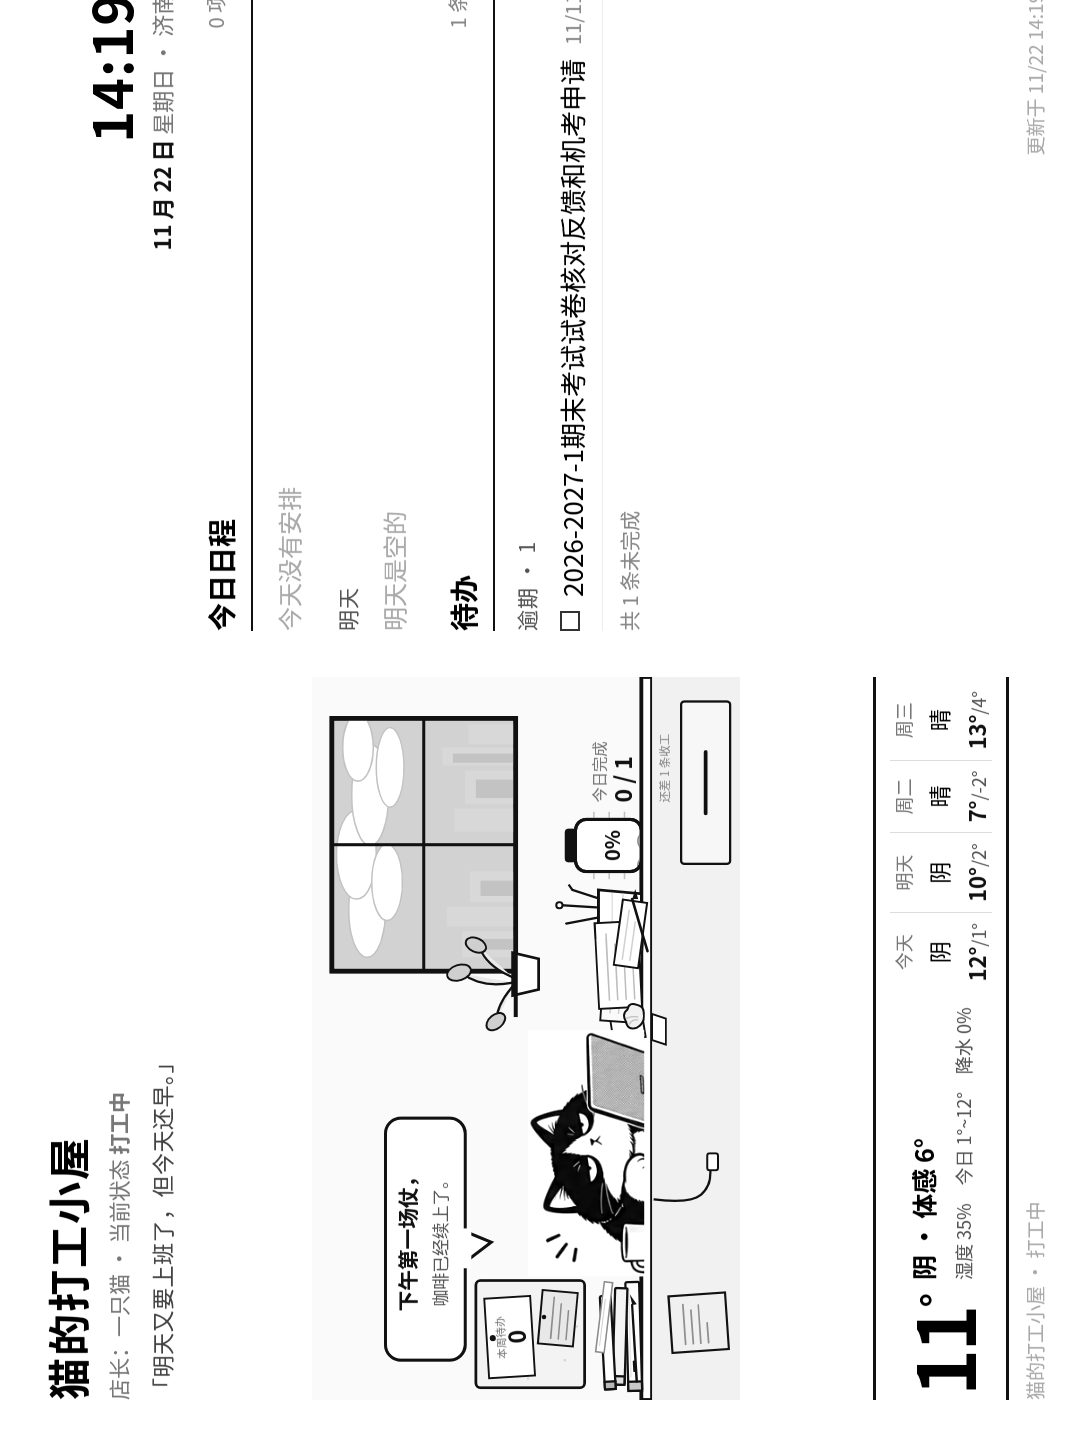 猫的打工小屋
店长：一只猫 · 当前状态 打工中
「明天又要上班了，但今天还早。」
下午第一场仗，
咖啡已经续上了。
本周待办
0
0%
今日完成
0 / 1
还差 1 条收工
11°
阴 · 体感 6°
湿度 35% 今日 1°~12° 降水 0%
今天 明天 周二 周三
阴 阴 晴 晴
12°/1° 10°/2° 7°/-2° 13°/4°
猫的打工小屋 · 打工中
14:19
11 月 22 日 星期日 · 济南
今日日程 0 项
今天没有安排
明天
明天是空的
待办 1 条
逾期 · 1
2026-2027-1期末考试试卷核对反馈和机考申请 11/1
共 1 条未完成
更新于 11/22 14:19